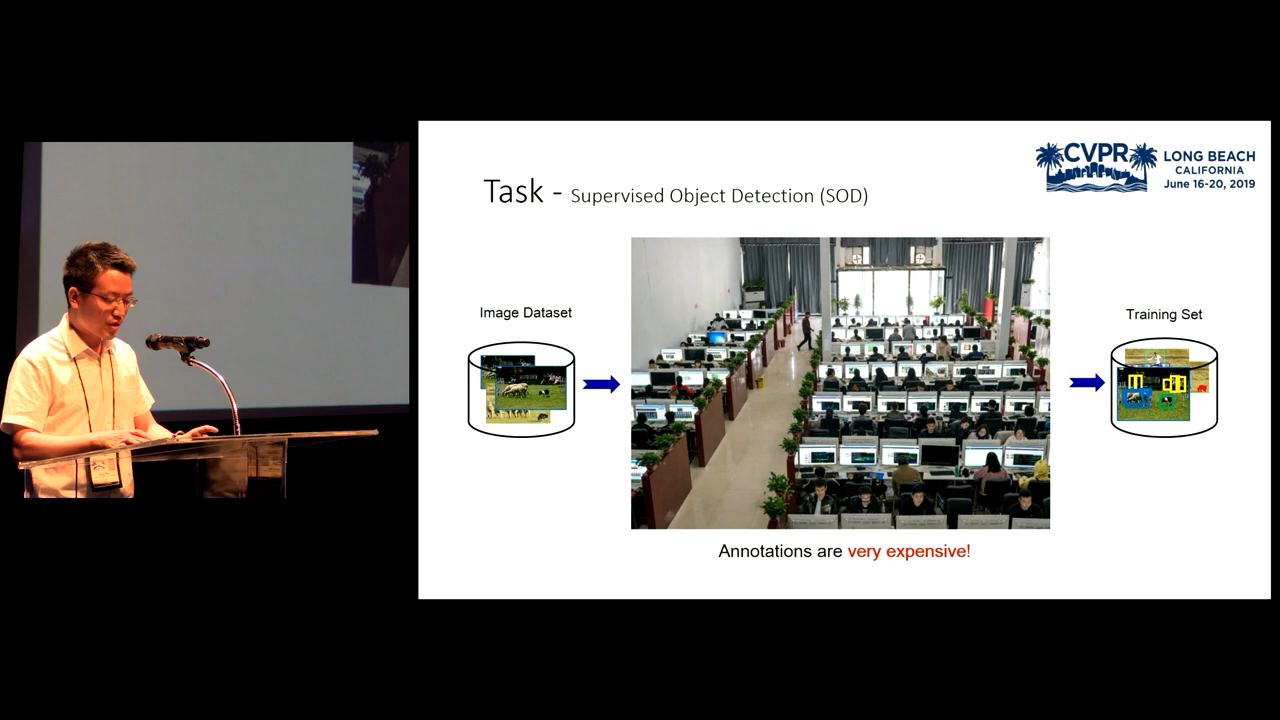 CVPR
LONG BEACH
CALIFORNIA
June 16-20, 2019
Task - Supervised Object Detection (SOD)
Image Dataset
Training Set
Annotations are very expensive!